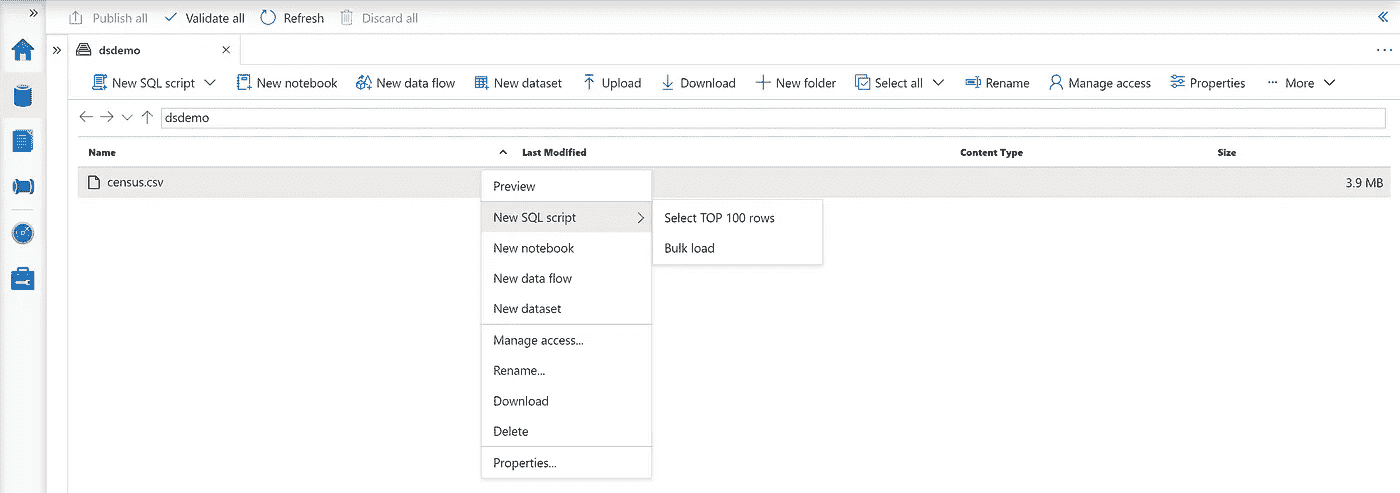 Publish all Validate all Refresh Discard all
dsdemo
New SQL script New notebook New data flow New dataset Upload Download New folder Select all Rename Manage access Properties ... More
dsdemo
Name Last Modified Content Type Size
census.csv 3.9 MB
Preview
New SQL script
Select TOP 100 rows
New notebook
Bulk load
New data flow
New dataset
Manage access...
Rename...
Download
Delete
Properties...